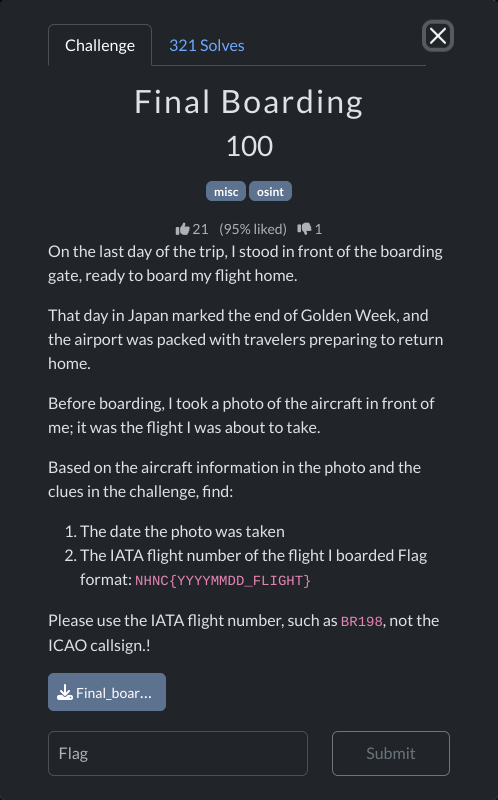 Challenge
321 Solves
Final Boarding
100
misc osint
21 (95% liked) 1
On the last day of the trip, I stood in front of the boarding
gate, ready to board my flight home.
That day in Japan marked the end of Golden Week, and
the airport was packed with travelers preparing to return
home.
Before boarding, I took a photo of the aircraft in front of
me; it was the flight I was about to take.
Based on the aircraft information in the photo and the
clues in the challenge, find:
1. The date the photo was taken
2. The IATA flight number of the flight I boarded Flag
format: NHNC{YYYYMMDD_FLIGHT}
Please use the IATA flight number, such as BR198, not the
ICAO callsign.!
Final_boar...
Flag
Submit